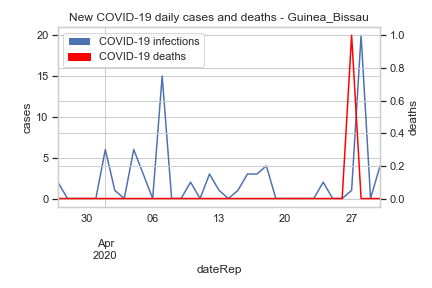 New COVID-19 daily cases and deaths - Guinea_Bissau
COVID-19 infections
COVID-19 deaths
20
15
10
5
0
cases
1.0
0.8
0.6
0.4
0.2
0.0
deaths
30 06 13 20 27
Apr
2020
dateRep